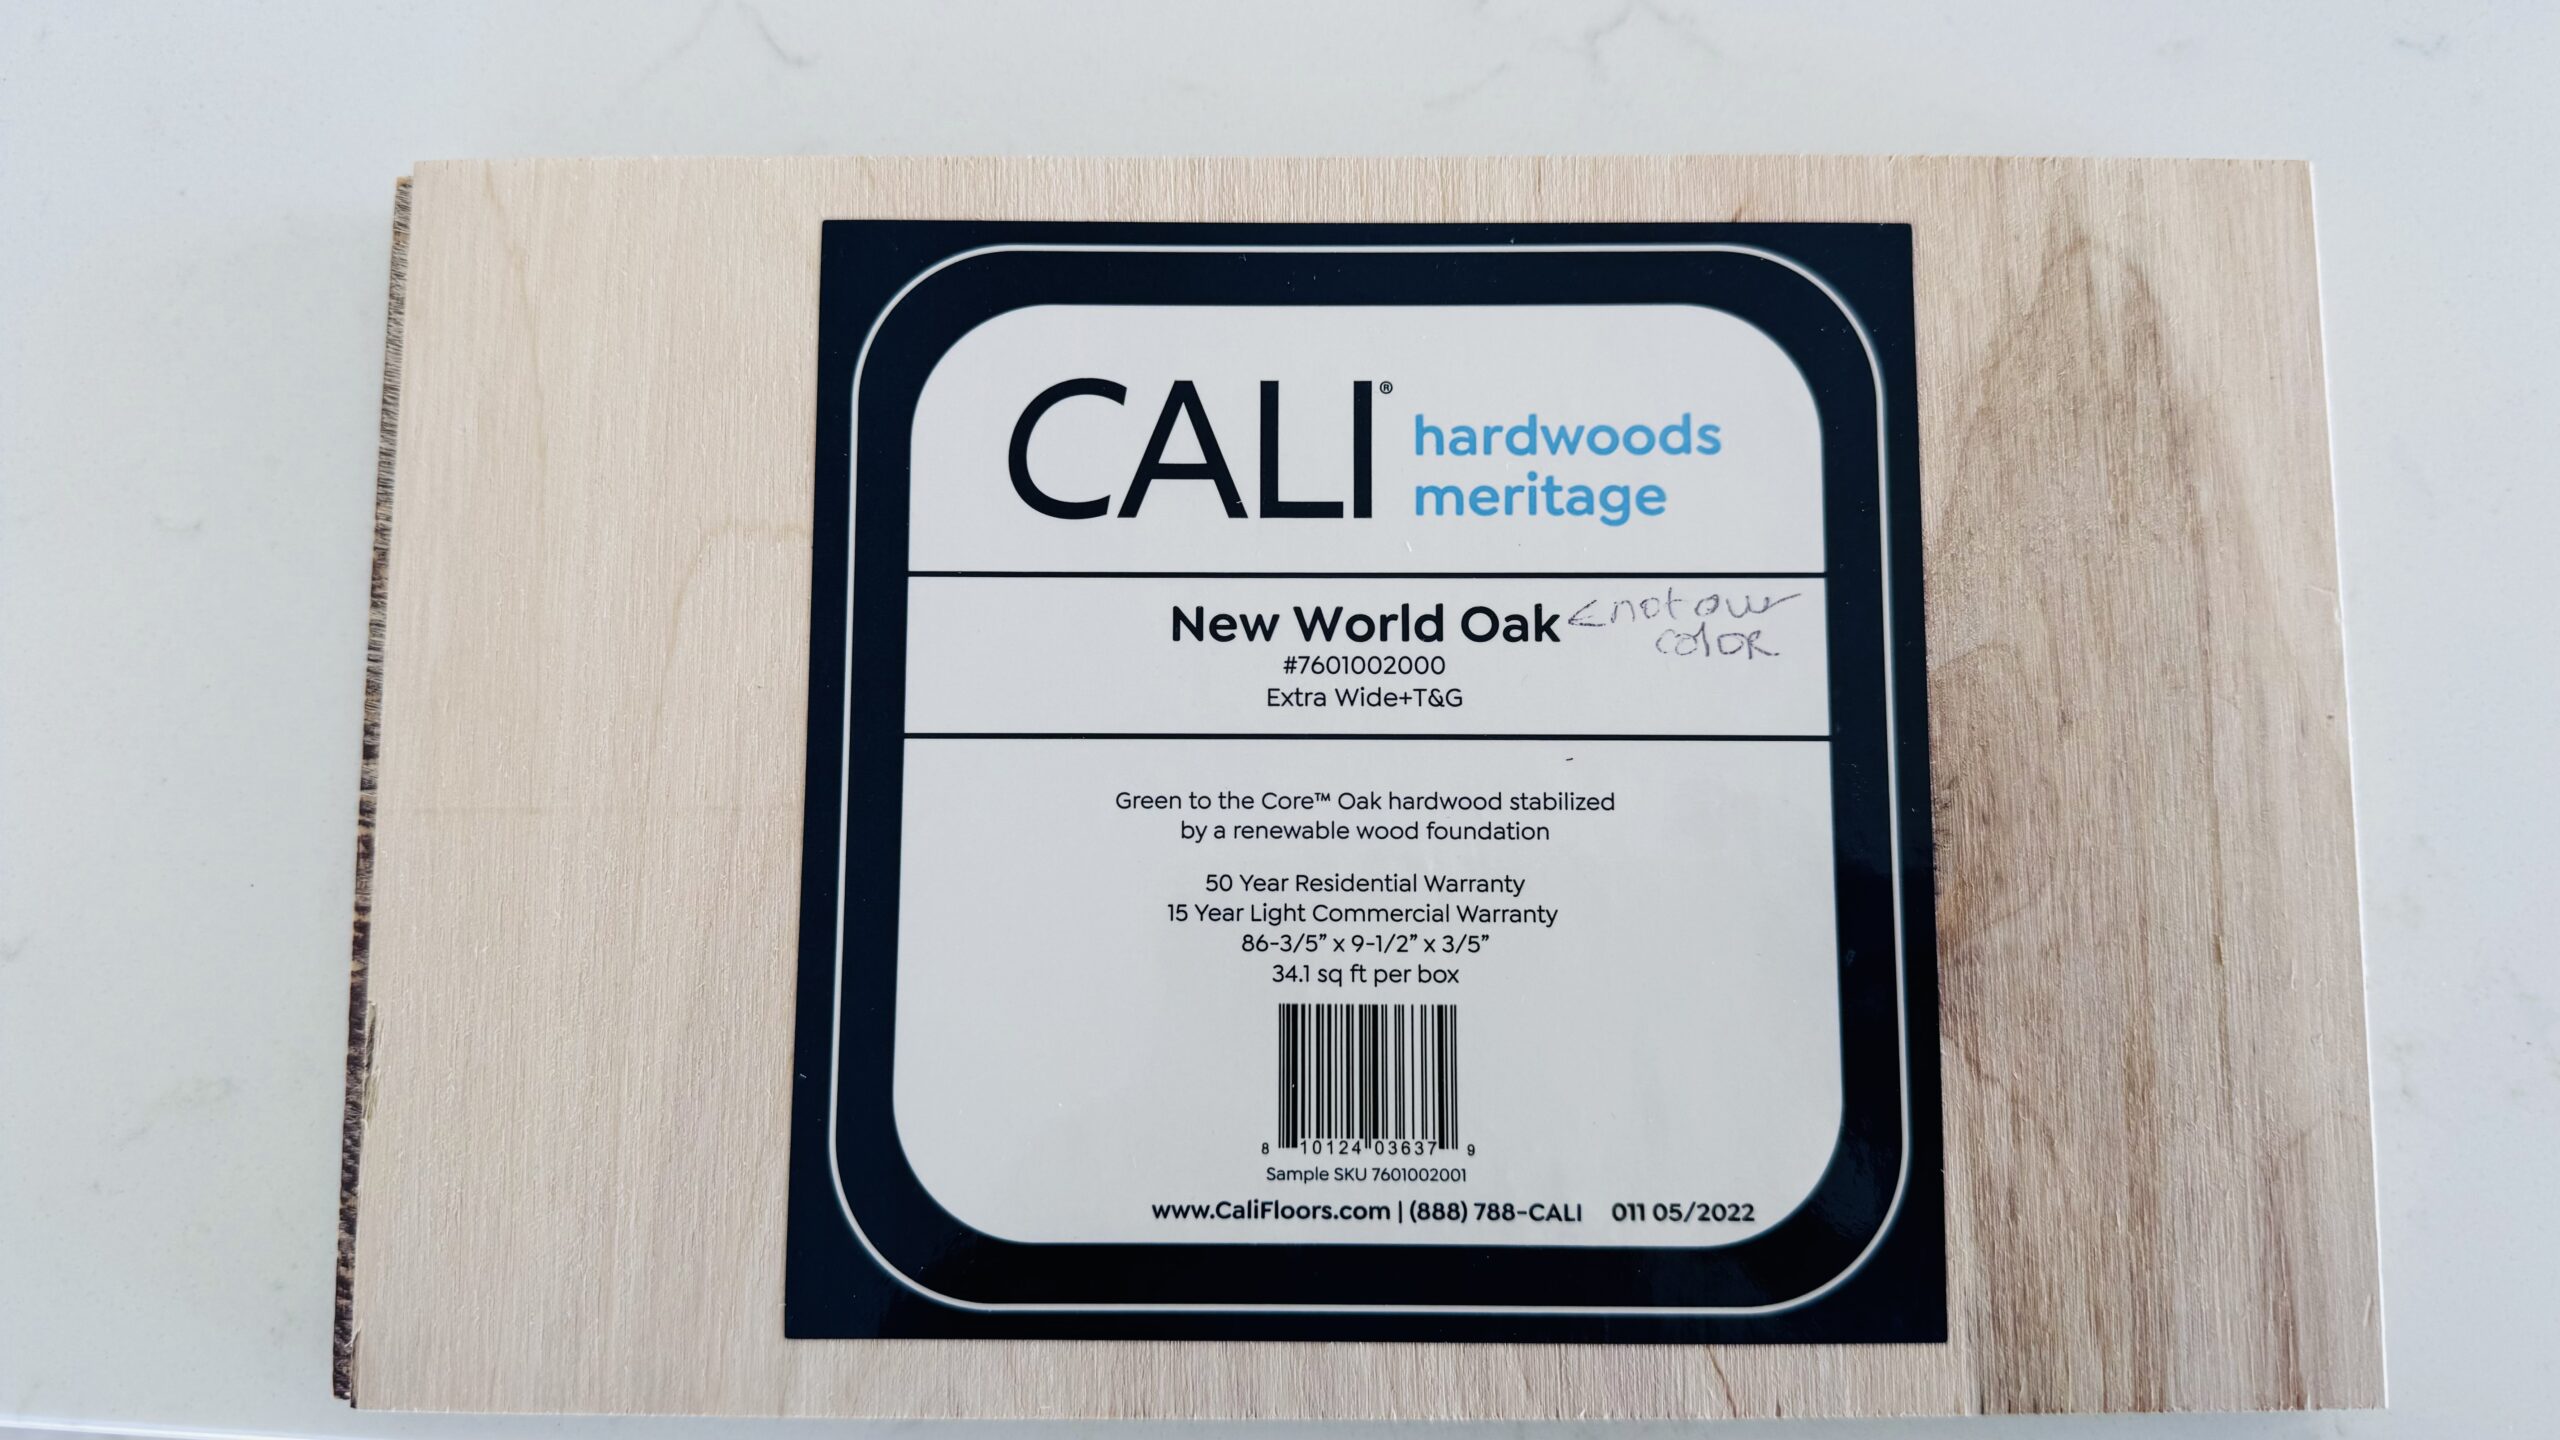 CALI® hardwoods
meritage
New World Oak < not our
color.
#7601002000
Extra Wide+T&G
Green to the Core™ Oak hardwood stabilized
by a renewable wood foundation
50 Year Residential Warranty
15 Year Light Commercial Warranty
86-3/5” x 9-1/2” x 3/5”
34.1 sq ft per box
8 10124 03637 9
Sample SKU 7601002001
www.CaliFloors.com | (888) 788-CALI 011 05/2022